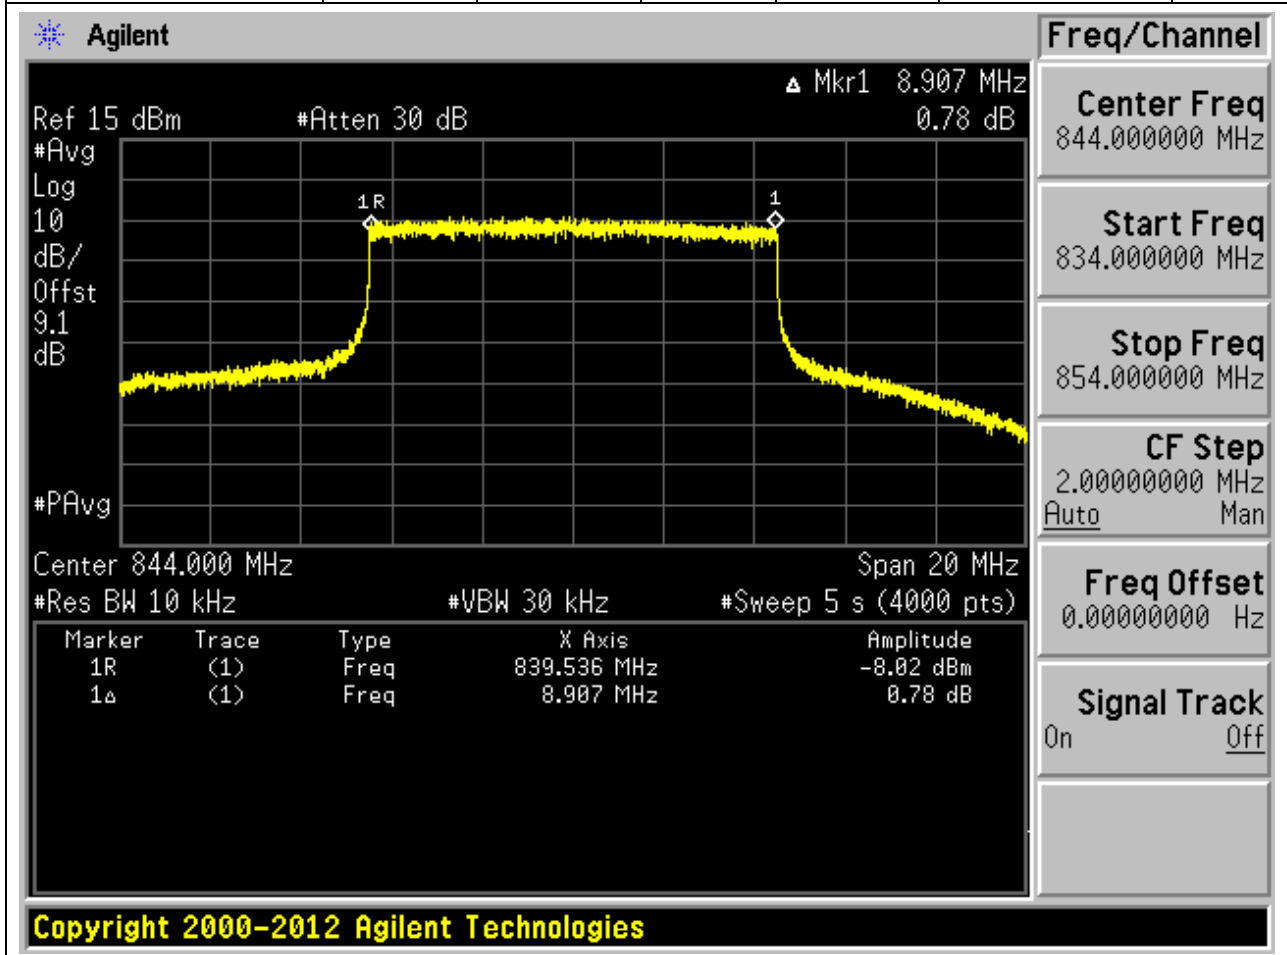 Agilent
Freq/Channel
Δ Mkr1 8.907 MHz
Ref 15 dBm #Atten 30 dB 0.78 dB
#Avg
Log
10
dB/
Offst
9.1
dB
1R 1
#PAvg
Center 844.000 MHz Span 20 MHz
#Res BW 10 kHz #VBW 30 kHz #Sweep 5 s (4000 pts)
Marker Trace Type X Axis Amplitude
1R (1) Freq 839.536 MHz -8.02 dBm
1Δ (1) Freq 8.907 MHz 0.78 dB
Center Freq
844.000000 MHz
Start Freq
834.000000 MHz
Stop Freq
854.000000 MHz
CF Step
2.00000000 MHz
Auto Man
Freq Offset
0.00000000 Hz
Signal Track
On Off
Copyright 2000-2012 Agilent Technologies